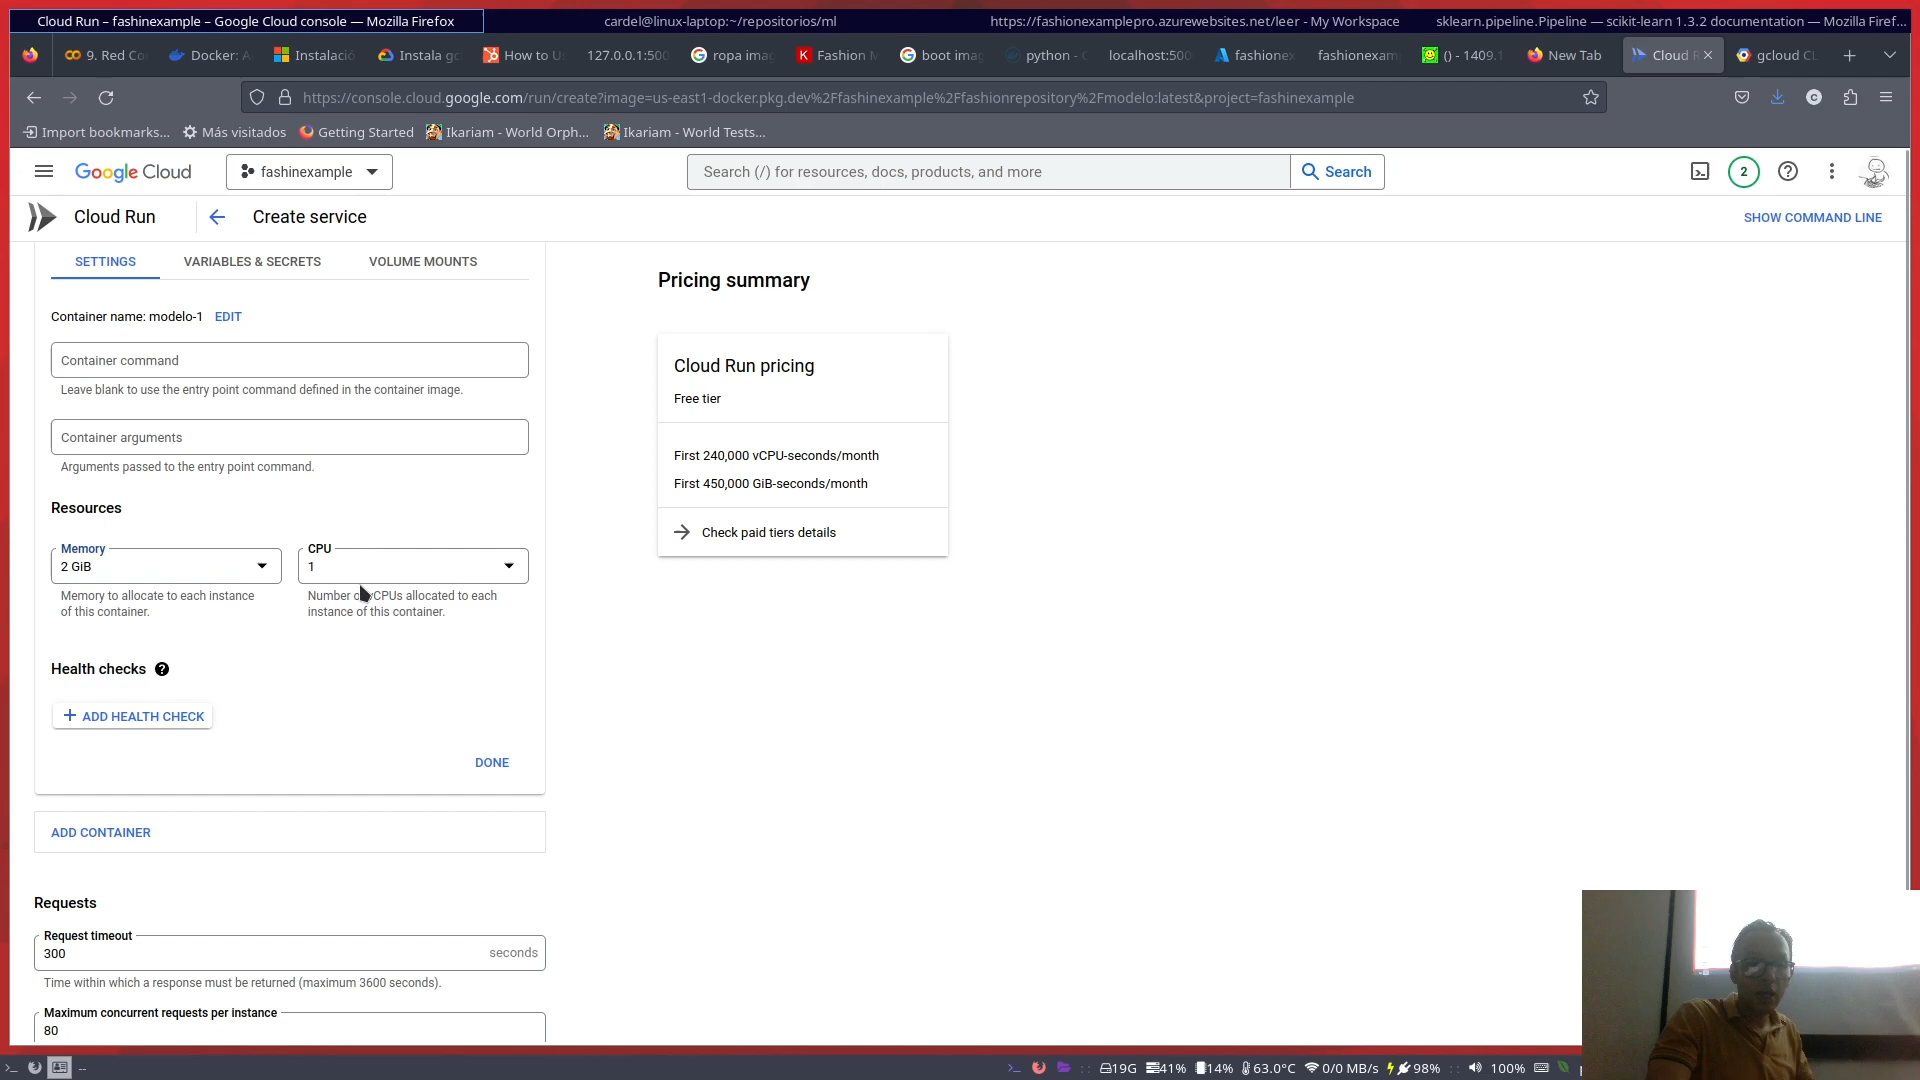 Cloud Run – fashinexample – Google Cloud console — Mozilla Firefox
cardel@linux-laptop:~/repositorios/ml
https://fashionexamplepro.azurewebsites.net/leer - My Workspace
sklearn.pipeline.Pipeline — scikit-learn 1.3.2 documentation — Mozilla Firef...
9. Red Co
Docker: A
Instalació
Instala gc
How to U
127.0.0.1:500
ropa imag
K Fashion M
boot imag
python - C
localhost:500
fashionex
fashionexam
() - 1409.1
New Tab
Cloud R
gcloud CL
https://console.cloud.google.com/run/create?image=us-east1-docker.pkg.dev%2Ffashinexample%2Ffashionrepository%2Fmodelo:latest&project=fashinexample
C
Import bookmarks...
Más visitados
Getting Started
Ikariam - World Orph...
Ikariam - World Tests...
Google Cloud
fashinexample
Search (/) for resources, docs, products, and more
Search
2
Cloud Run
Create service
SHOW COMMAND LINE
SETTINGS
VARIABLES & SECRETS
VOLUME MOUNTS
Container name: modelo-1 EDIT
Container command
Leave blank to use the entry point command defined in the container image.
Container arguments
Arguments passed to the entry point command.
Resources
Memory
2 GiB
Memory to allocate to each instance
of this container.
CPU
1
Number vCPUs allocated to each
instance of this container.
Health checks
+ ADD HEALTH CHECK
DONE
ADD CONTAINER
Requests
Request timeout
300
seconds
Time within which a response must be returned (maximum 3600 seconds).
Maximum concurrent requests per instance
80
Pricing summary
Cloud Run pricing
Free tier
First 240,000 vCPU-seconds/month
First 450,000 GiB-seconds/month
Check paid tiers details
--
19G
41%
14%
63.0°C
0/0 MB/s
98%
100%